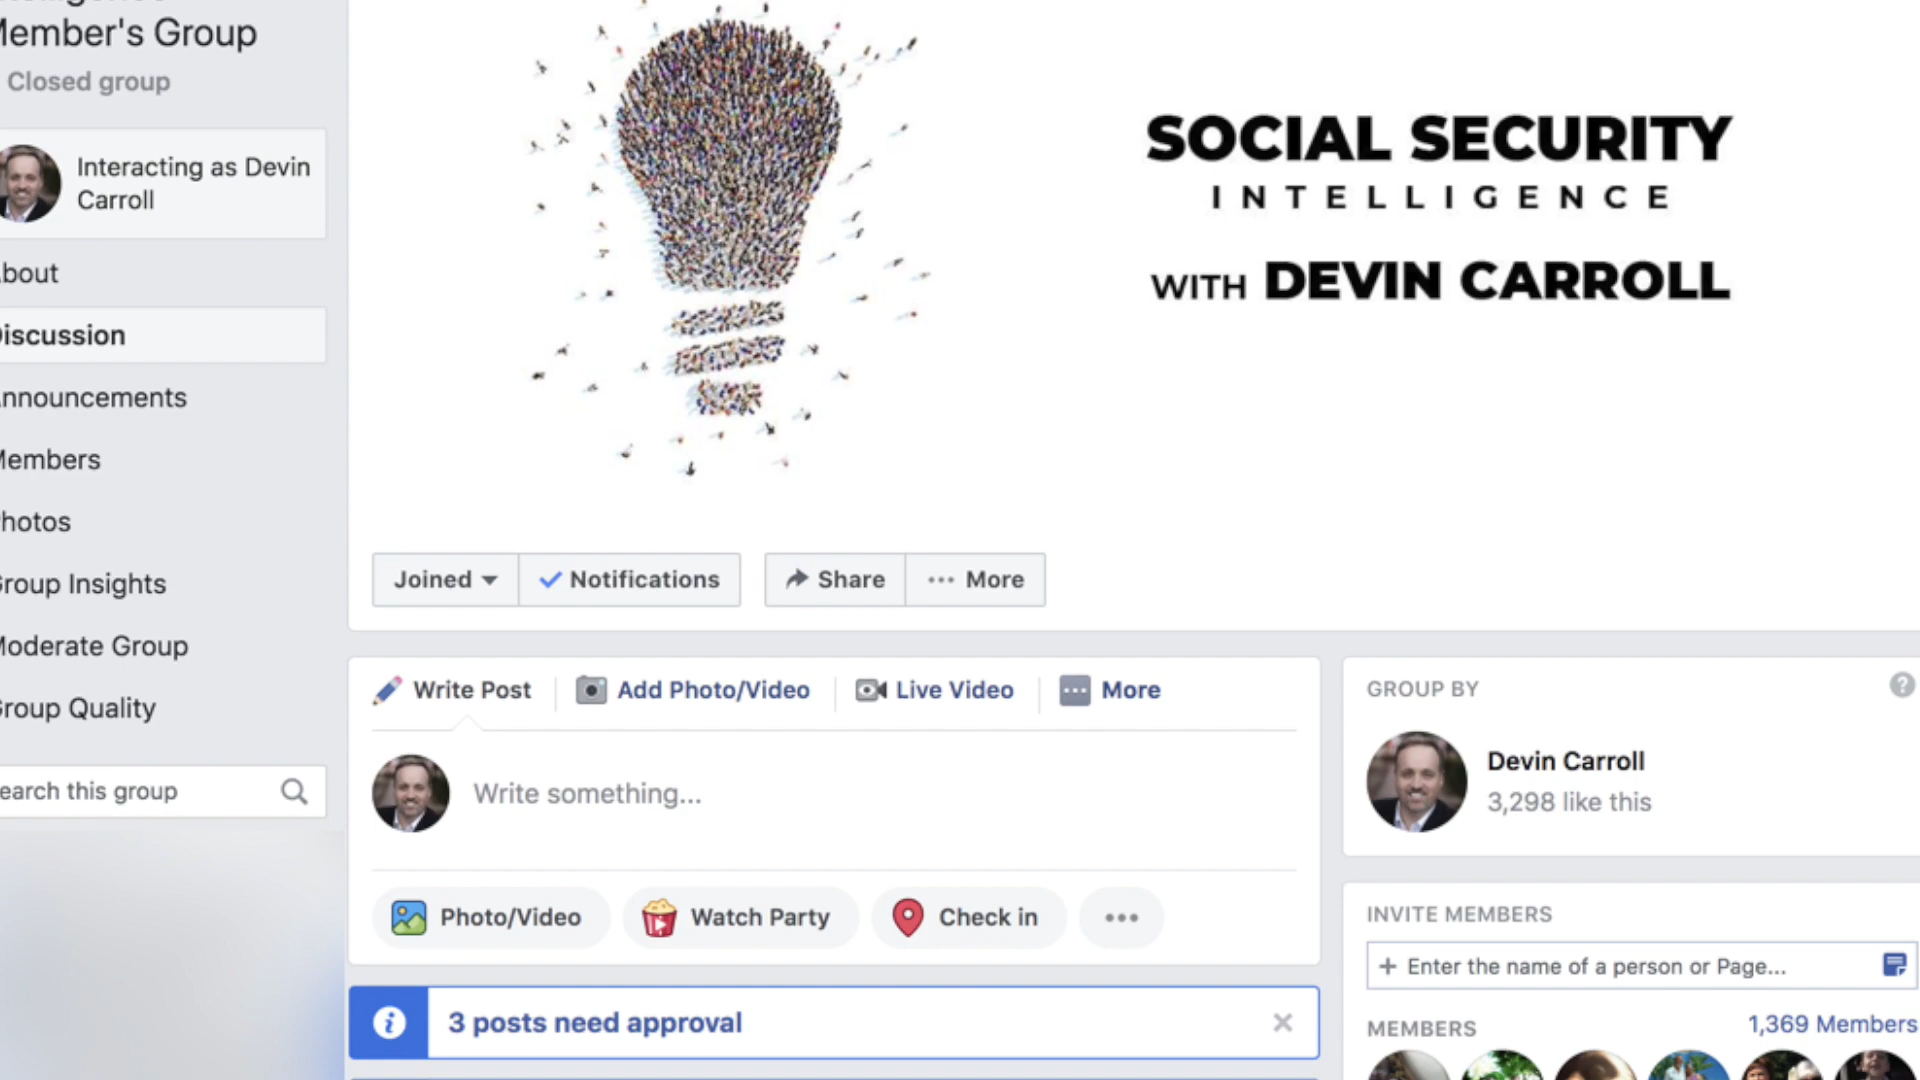 ember's Group
Closed group
Interacting as Devin
Carroll
bout
iscussion
nnouncements
embers
hotos
roup Insights
oderate Group
roup Quality
earch this group
SOCIAL SECURITY
INTELLIGENCE
WITH DEVIN CARROLL
Joined
Notifications
Share
More
Write Post
Add Photo/Video
Live Video
More
Write something...
Photo/Video
Watch Party
Check in
3 posts need approval
GROUP BY
Devin Carroll
3,298 like this
INVITE MEMBERS
+ Enter the name of a person or Page...
MEMBERS
1,369 Members